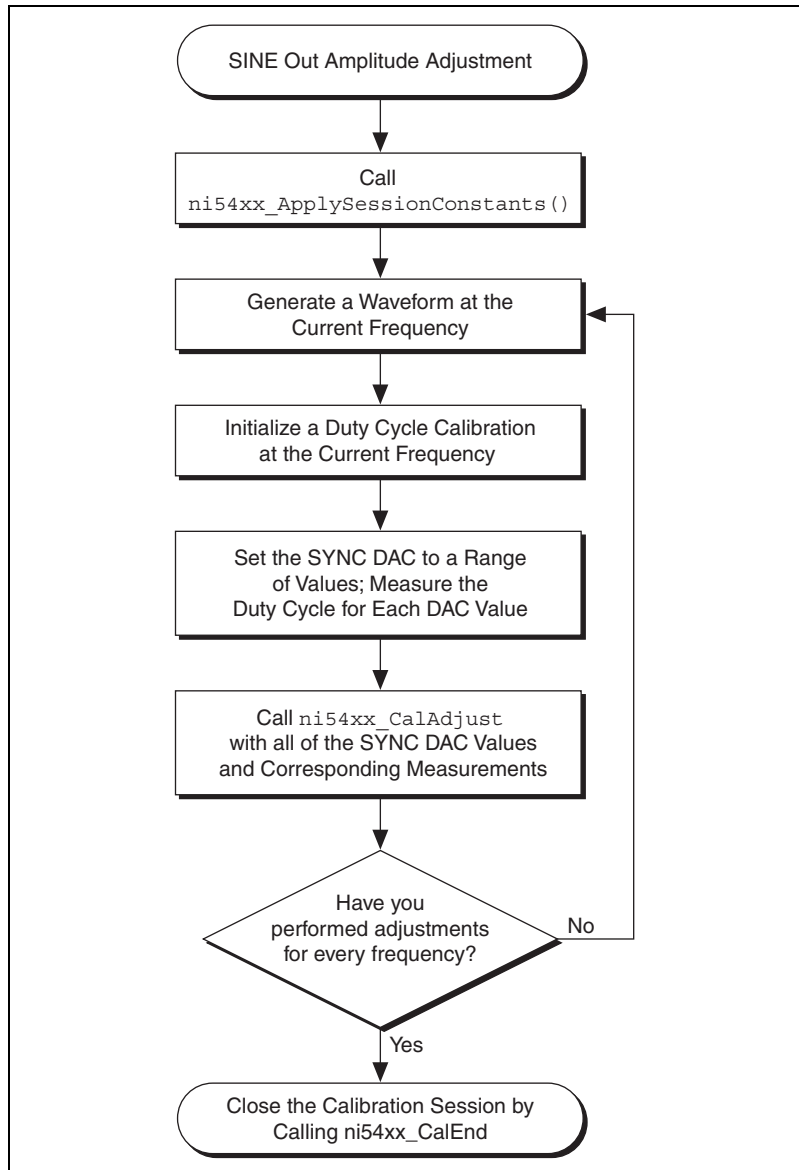 SINE Out Amplitude Adjustment
Call
ni54xx_ApplySessionConstants()
Generate a Waveform at the
Current Frequency
Initialize a Duty Cycle Calibration
at the Current Frequency
Set the SYNC DAC to a Range
of Values; Measure the
Duty Cycle for Each DAC Value
Call ni54xx_CalAdjust
with all of the SYNC DAC Values
and Corresponding Measurements
Have you
performed adjustments
for every frequency?
No
Yes
Close the Calibration Session by
Calling ni54xx_CalEnd